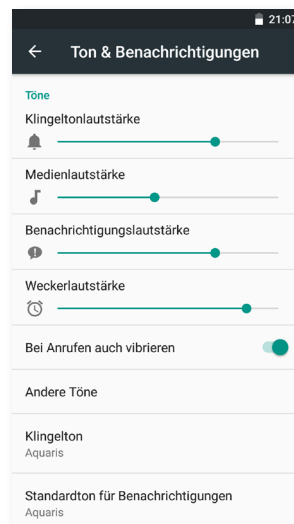 21:07
Ton & Benachrichtigungen
Töne
Klingeltonlautstärke
Medienlautstärke
Benachrichtigungslautstärke
Weckerlautstärke
Bei Anrufen auch vibrieren
Andere Töne
Klingelton
Aquaris
Standardton für Benachrichtigungen
Aquaris